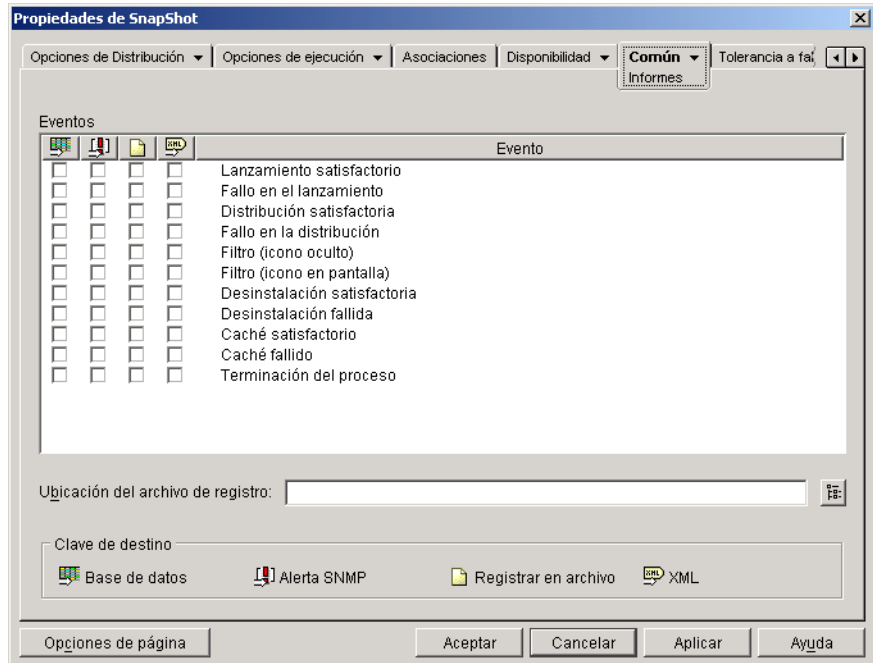 Propiedades de SnapShot
Opciones de Distribución
Opciones de ejecución
Asociaciones
Disponibilidad
Común
Tolerancia a fal
Informes
Eventos
XML
Evento
Lanzamiento satisfactorio
Fallo en el lanzamiento
Distribución satisfactoria
Fallo en la distribución
Filtro (icono oculto)
Filtro (icono en pantalla)
Desinstalación satisfactoria
Desinstalación fallida
Caché satisfactorio
Caché fallido
Terminación del proceso
Ubicación del archivo de registro:
Clave de destino
Base de datos
Alerta SNMP
Registrar en archivo
XML
XML
Opciones de página
Aceptar
Cancelar
Aplicar
Ayuda